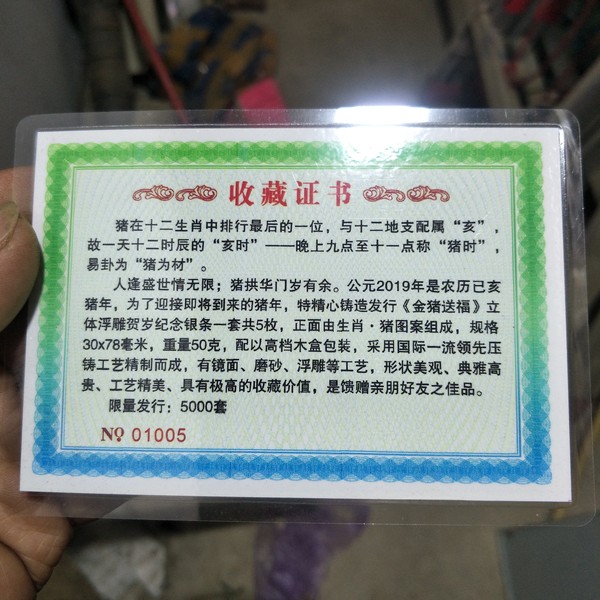 收藏证书
猪在十二生肖中排行最后的一位，与十二地支配属“亥”，
故一天十二时辰的“亥时”——晚上九点至十一点称“猪时”，
易卦为“猪为材”。
人逢盛世情无限；猪拱华门岁有余。公元2019年是农历己亥
猪年，为了迎接即将到来的猪年，特精心铸造发行《金猪送福》立
体浮雕贺岁纪念银条一套共5枚，正面由生肖·猪图案组成，规格
30x78毫米，重量50克，配以高档木盒包装，采用国际一流领先压
铸工艺精制而成，有镜面、磨砂、浮雕等工艺，形状美观、典雅高
贵、工艺精美、具有极高的收藏价值，是馈赠亲朋好友之佳品。
限量发行：5000套
№ 01005